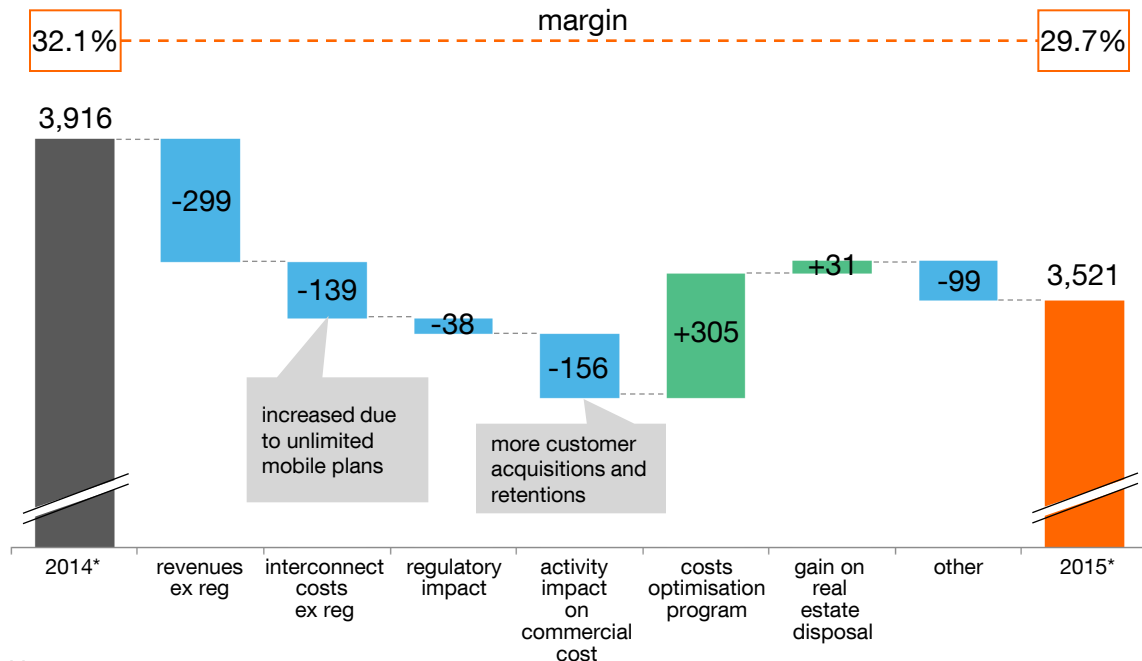 margin
32.1%
29.7%
3,916
-299
-139
-38
-156
+305
+31
-99
3,521
increased due
to unlimited
mobile plans
more customer
acquisitions and
retentions
2014*
revenues
ex reg
interconnect
costs
ex reg
regulatory
impact
activity
impact
on
commercial
cost
costs
optimisation
program
gain on
real
estate
disposal
other
2015*